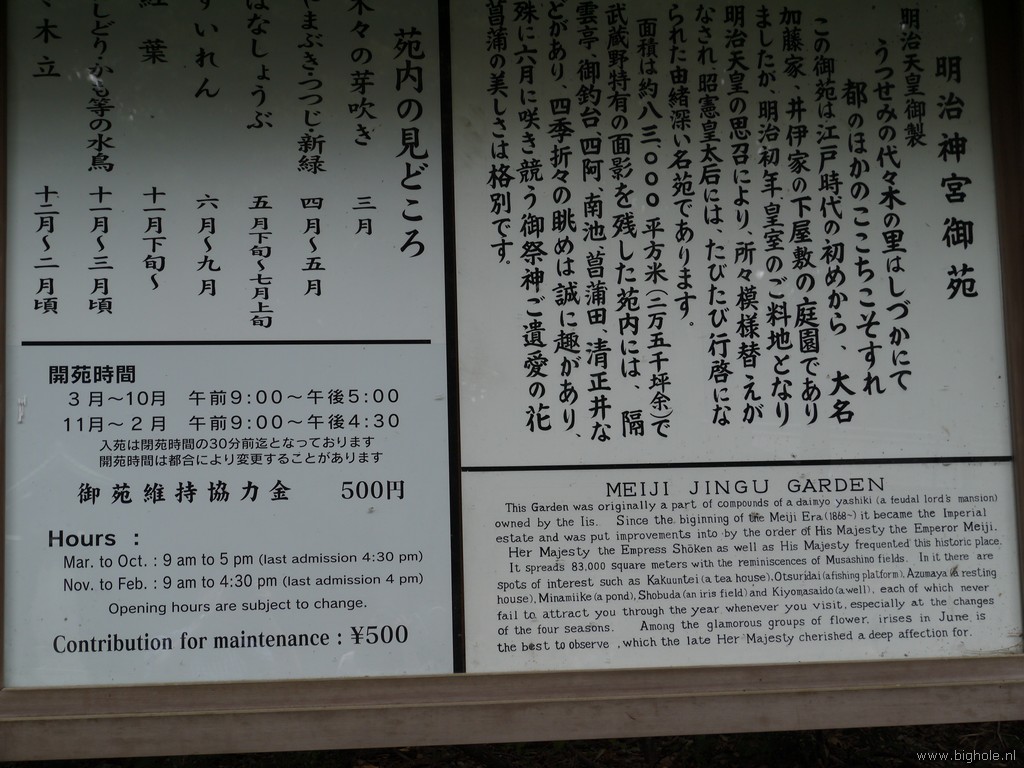 明治神宮御苑
明治天皇御製
うつせみの代々木の里はしづかにて
都のほかのここちこそすれ
この御苑は江戸時代の初めから、大名
加藤家、井伊家の下屋敷の庭園であり
ましたが、明治初年皇室のご料地となり
明治天皇の思召により、所々模様替えが
なされ、昭憲皇太后には、たびたび行啓にな
られた由緒深い名苑であります。
面積は約八三、〇〇〇平方米(二万五千坪余)で
武蔵野特有の面影を残した苑内には、隔
雲亭、御釣台、四阿、南池、菖蒲田、清正井な
どがあり、四季折々の眺めは誠に趣があり、
殊に六月に咲き競う御祭神ご遺愛の花
菖蒲の美しさは格別です。
苑内の見どころ
木々の芽吹き 三月
やまぶき・つつじ・新緑 四月〜五月
はなしょうぶ 五月下旬〜七月上旬
すいれん 六月〜九月
紅葉 十一月下旬〜
しどり・かも等の水鳥 十一月〜三月頃
木立 十二月〜二月頃
開苑時間
3月〜10月 午前9:00〜午後5:00
11月〜2月 午前9:00〜午後4:30
入苑は閉苑時間の30分前迄となっております
開苑時間は都合により変更することがあります
御苑維持協力金 500円
Hours :
Mar. to Oct. : 9 am to 5 pm (last admission 4:30 pm)
Nov. to Feb. : 9 am to 4:30 pm (last admission 4 pm)
Opening hours are subject to change.
Contribution for maintenance : ¥500
MEIJI JINGU GARDEN
This Garden was originally a part of compounds of a daimyo yashiki (a feudal lord's mansion)
owned by the Iis. Since the biginning of the Meiji Era (1868~) it became the Imperial
estate and was put improvements into by the order of His Majesty the Emperor Meiji.
Her Majesty the Empress Shōken as well as His Majesty frequented this historic place.
It spreads 83,000 square meters with the reminiscences of Musashino fields. In it there are
spots of interest such as Kakuuntei (a tea house), Otsuridai (a fishing platform), Azumaya (a resting
house), Minamiike (a pond), Shobuda (an iris field) and Kiyomasaido (a well), each of which never
fail to attract you through the year whenever you visit, especially at the changes
of the four seasons. Among the glamorous groups of flower, irises in June is
the best to observe , which the late Her Majesty cherished a deep affection for.
www.bighole.nl